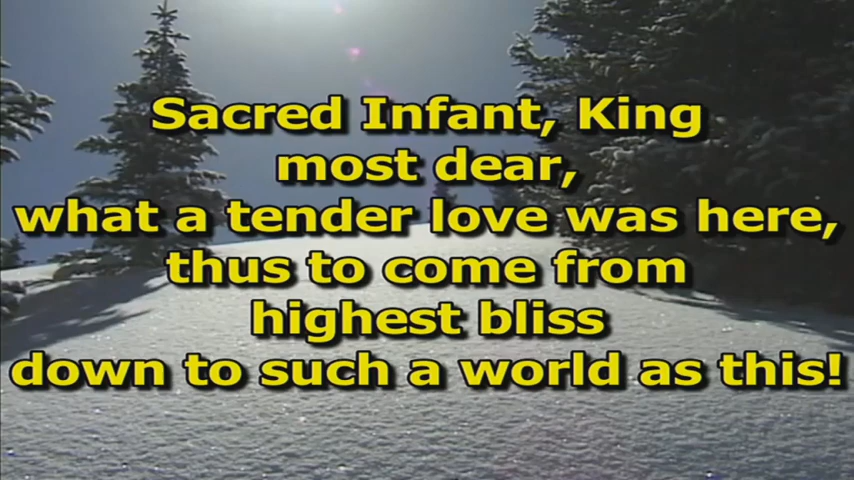 Sacred Infant, King
most dear,
what a tender love was here,
thus to come from
highest bliss
down to such a world as this!